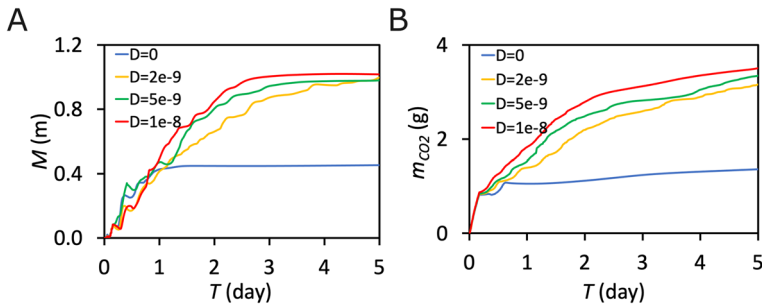 A
M (m)
1.2
0.8
0.4
0.0
D=0
D=2e-9
D=5e-9
D=1e-8
0
1
2
3
4
5
T (day)
B
mCO2 (g)
4
2
0
D=0
D=2e-9
D=5e-9
D=1e-8
0
1
2
3
4
5
T (day)